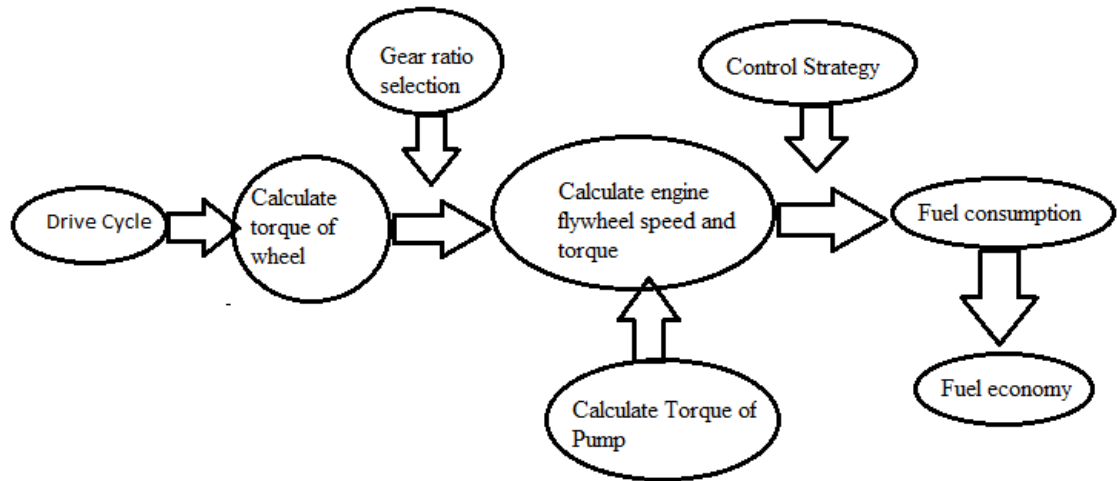 Gear ratio
selection
Control Strategy
Drive Cycle
Calculate
torque of
wheel
Calculate engine
flywheel speed and
torque
Fuel consumption
Calculate Torque of
Pump
Fuel economy